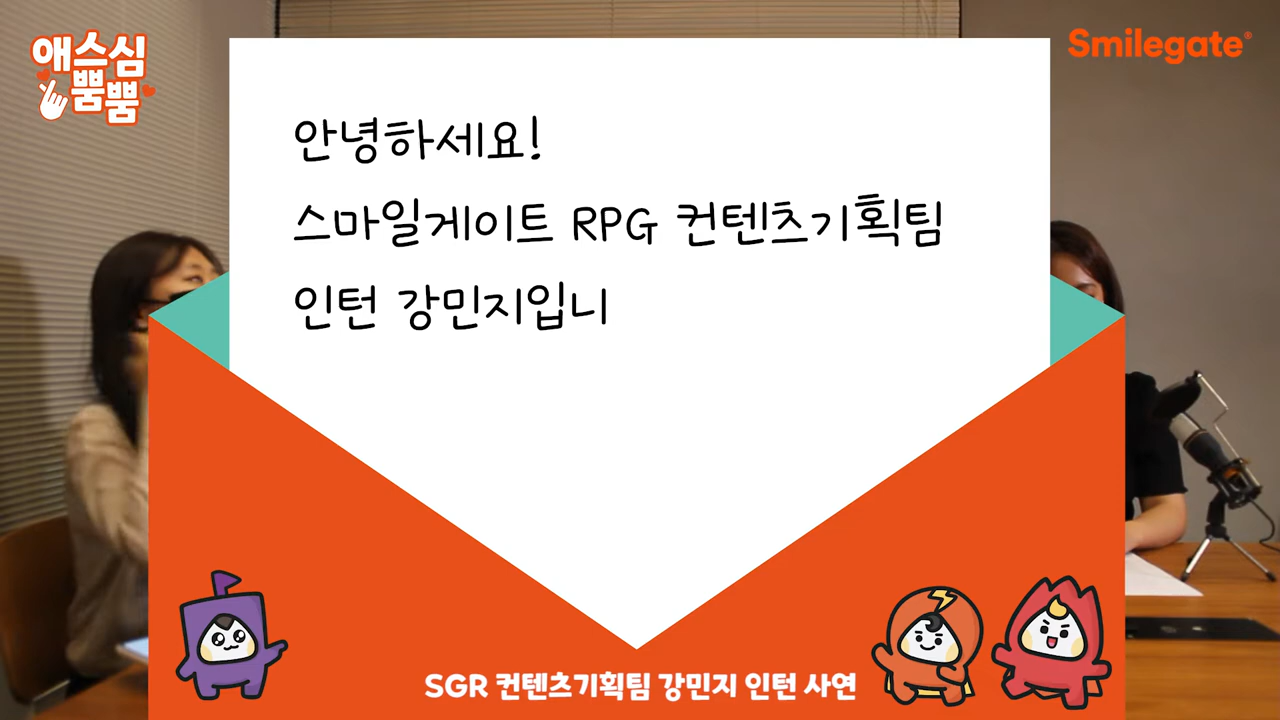 애스심
뿜뿜
Smilegate®
안녕하세요!
스마일게이트 RPG 컨텐츠기획팀
인턴 강민지입니
SGR 컨텐츠기획팀 강민지 인턴 사연